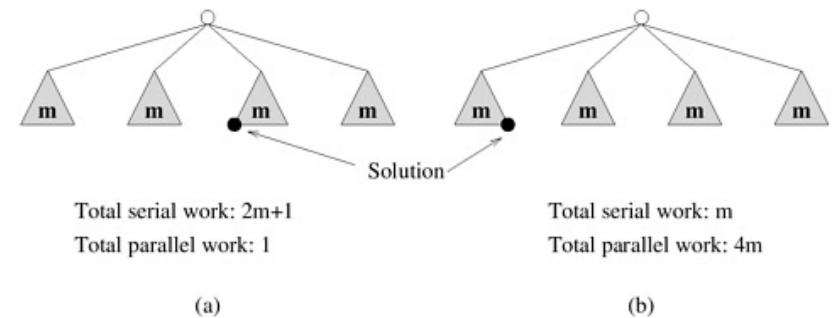 m m m m
m m m m
Solution
Total serial work: 2m+1
Total parallel work: 1
Total serial work: m
Total parallel work: 4m
(a)
(b)